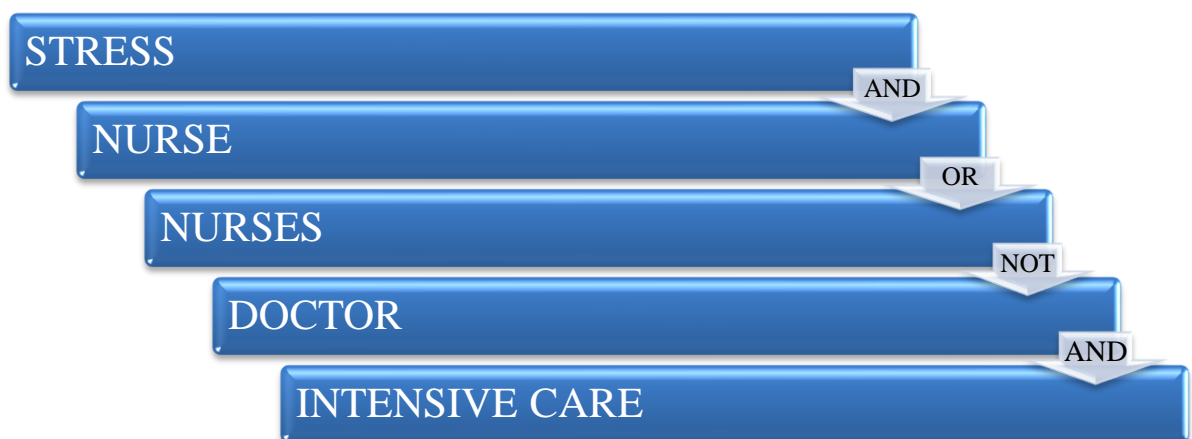 STRESS
AND
NURSE
OR
NURSES
NOT
DOCTOR
AND
INTENSIVE CARE